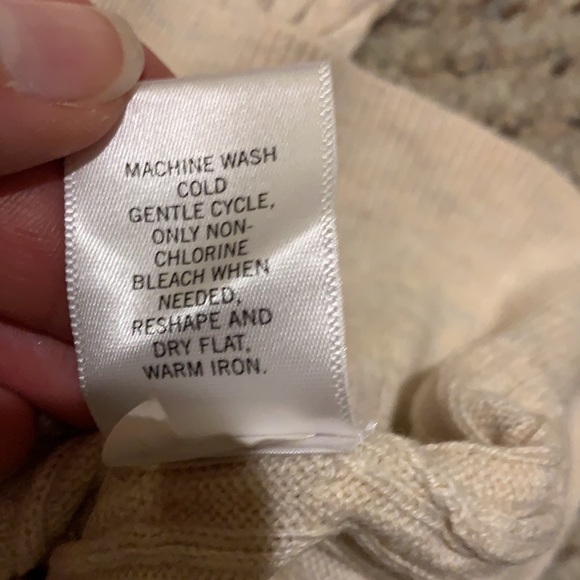 MACHINE WASH
COLD
GENTLE CYCLE,
ONLY NON-
CHLORINE
BLEACH WHEN
NEEDED,
RESHAPE AND
DRY FLAT,
WARM IRON.